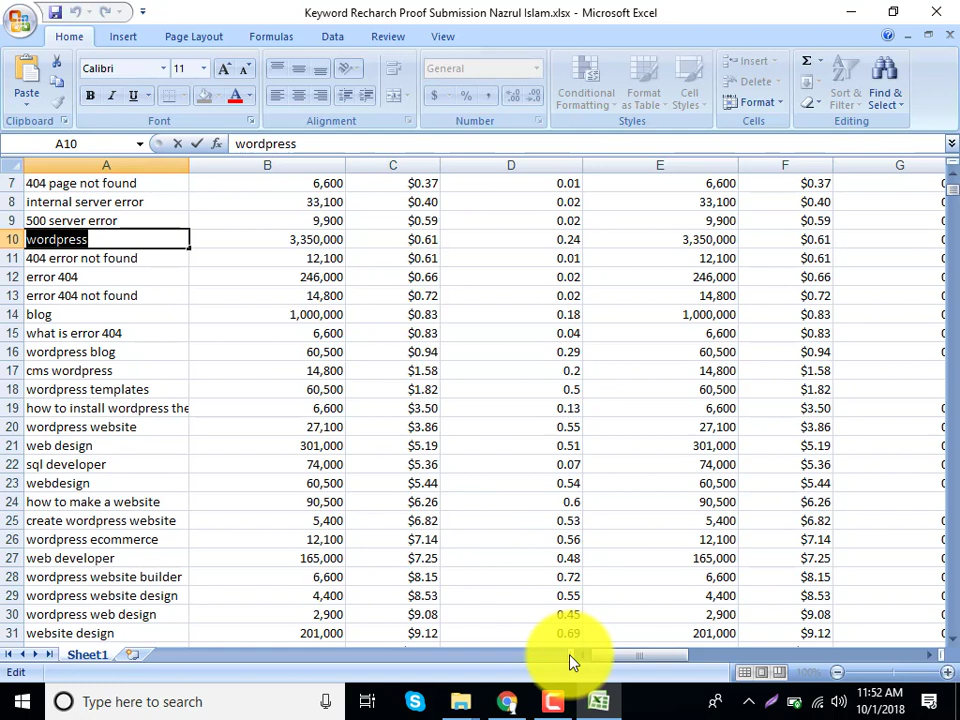 Keyword Recharch Proof Submission Nazrul Islam.xlsx - Microsoft Excel
Home Insert Page Layout Formulas Data Review View
Paste
Calibri 11
General
Conditional Formatting
Format as Table
Cell Styles
Insert
Delete
Format
Sort & Filter
Find & Select
Clipboard Font Alignment Number Styles Cells Editing
A10 wordpress
A B C D E F G
7 404 page not found 6,600 $0.37 0.01 6,600 $0.37
8 internal server error 33,100 $0.40 0.02 33,100 $0.40
9 500 server error 9,900 $0.59 0.02 9,900 $0.59
10 wordpress 3,350,000 $0.61 0.24 3,350,000 $0.61
11 404 error not found 12,100 $0.61 0.01 12,100 $0.61
12 error 404 246,000 $0.66 0.02 246,000 $0.66
13 error 404 not found 14,800 $0.72 0.02 14,800 $0.72
14 blog 1,000,000 $0.83 0.18 1,000,000 $0.83
15 what is error 404 6,600 $0.83 0.04 6,600 $0.83
16 wordpress blog 60,500 $0.94 0.29 60,500 $0.94
17 cms wordpress 14,800 $1.58 0.2 14,800 $1.58
18 wordpress templates 60,500 $1.82 0.5 60,500 $1.82
19 how to install wordpress the 6,600 $3.50 0.13 6,600 $3.50
20 wordpress website 27,100 $3.86 0.55 27,100 $3.86
21 web design 301,000 $5.19 0.51 301,000 $5.19
22 sql developer 74,000 $5.36 0.07 74,000 $5.36
23 webdesign 60,500 $5.44 0.54 60,500 $5.44
24 how to make a website 90,500 $6.26 0.6 90,500 $6.26
25 create wordpress website 5,400 $6.82 0.53 5,400 $6.82
26 wordpress ecommerce 12,100 $7.14 0.56 12,100 $7.14
27 web developer 165,000 $7.25 0.48 165,000 $7.25
28 wordpress website builder 6,600 $8.15 0.72 6,600 $8.15
29 wordpress website design 4,400 $8.53 0.55 4,400 $8.53
30 wordpress web design 2,900 $9.08 0.45 2,900 $9.08
31 website design 201,000 $9.12 0.69 201,000 $9.12
Sheet1
Edit 100%
Type here to search
11:52 AM
10/1/2018